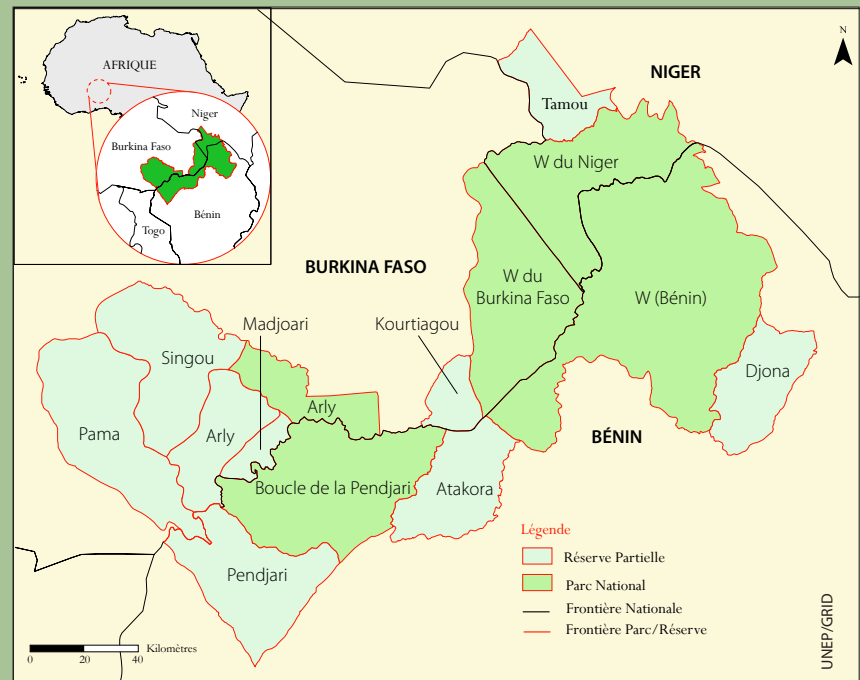 AFRIQUE
Niger
Burkina Faso
Bénin
Togo
N
NIGER
Tamou
W du Niger
BURKINA FASO
W du
Burkina Faso
W (Bénin)
Madjoari
Kourtiagou
Singou
Djona
Arly
Pama
Arly
BÉNIN
Boucle de la Pendjari
Atakora
Pendjari
Légende
Réserve Partielle
Parc National
Frontière Nationale
Frontière Parc/Réserve
Kilomètres
0 20 40
UNEP/GRID